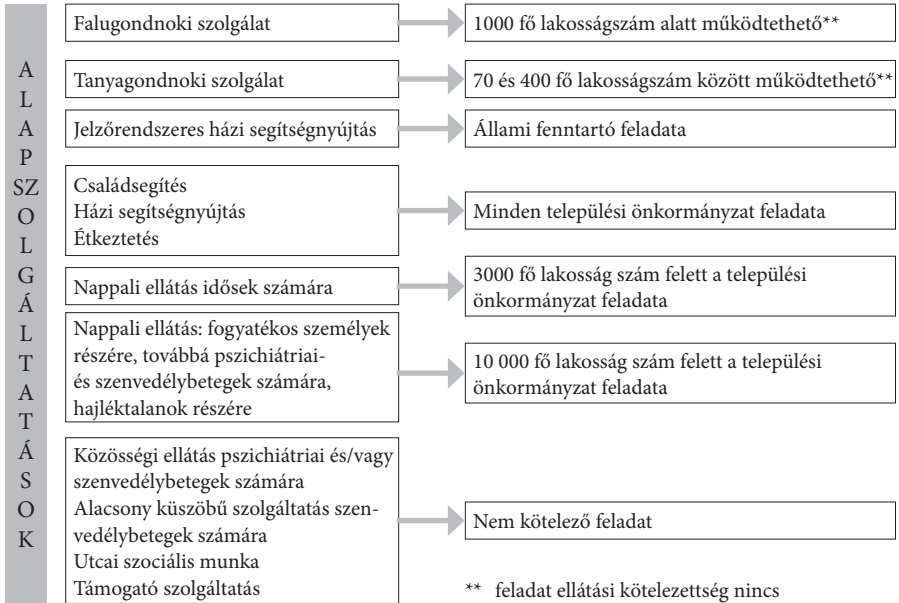 ALAPSZOLGÁLTATÁSOK
Falugondnoki szolgálat
1000 fő lakosságszám alatt működtethető**
Tanyagondnoki szolgálat
70 és 400 fő lakosságszám között működtethető**
Jelzőrendszeres házi segítségnyújtás
Állami fenntartó feladata
Családsegítés
Házi segítségnyújtás
Étkeztetés
Minden települési önkormányzat feladata
Nappali ellátás idősek számára
3000 fő lakosság szám felett a települési
önkormányzat feladata
Nappali ellátás: fogyatékos személyek
részére, továbbá pszichiátriai-
és szenvedélybetegek számára,
hajléktalanok részére
10 000 fő lakosság szám felett a települési
önkormányzat feladata
Közösségi ellátás pszichiátriai és/vagy
szenvedélybetegek számára
Alacsony küszöbű szolgáltatás szen-
vedélybetegek számára
Utcai szociális munka
Támogató szolgáltatás
Nem kötelező feladat
** feladat ellátási kötelezettség nincs